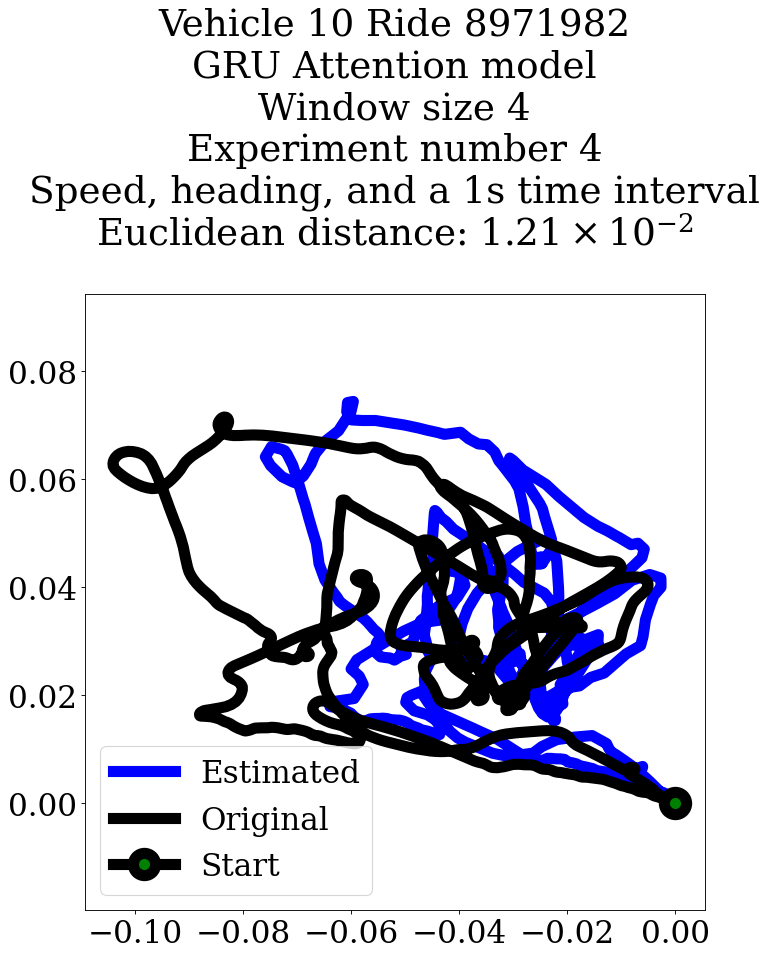 Vehicle 10 Ride 8971982
GRU Attention model
Window size 4
Experiment number 4
Speed, heading, and a 1s time interval
Euclidean distance: 1.21 × 10⁻²
0.08
0.06
0.04
0.02
0.00
Estimated
Original
Start
−0.10 −0.08 −0.06 −0.04 −0.02 0.00